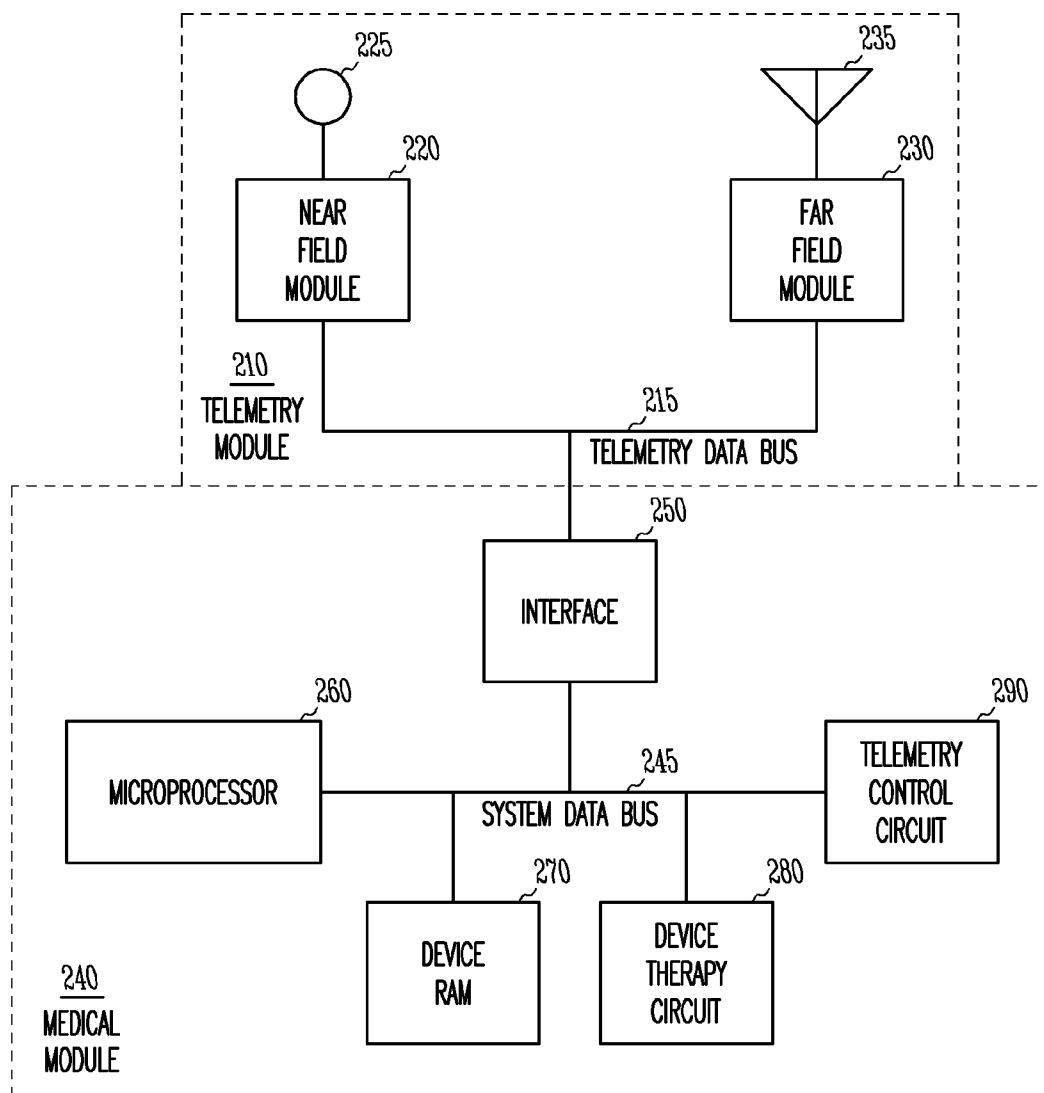 225
235
220
230
NEAR
FIELD
MODULE
FAR
FIELD
MODULE
210
TELEMETRY
MODULE
215
TELEMETRY DATA BUS
250
INTERFACE
260
290
MICROPROCESSOR
245
SYSTEM DATA BUS
TELEMETRY
CONTROL
CIRCUIT
270
280
DEVICE
RAM
DEVICE
THERAPY
CIRCUIT
240
MEDICAL
MODULE